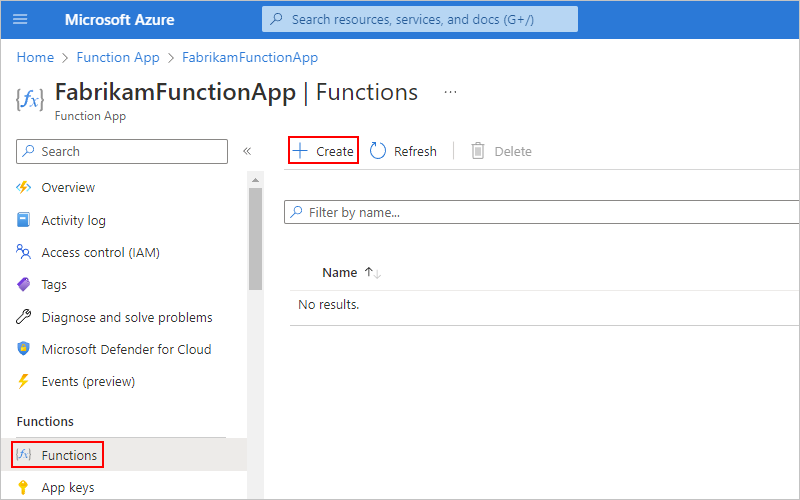 Microsoft Azure
Search resources, services, and docs (G+/)
Home > Function App > FabrikamFunctionApp
{fx} FabrikamFunctionApp | Functions ...
Function App
Search «
Create Refresh Delete
Overview
Activity log
Access control (IAM)
Tags
Diagnose and solve problems
Microsoft Defender for Cloud
Events (preview)
Functions
{fx} Functions
App keys
Filter by name...
Name ↑↓
No results.